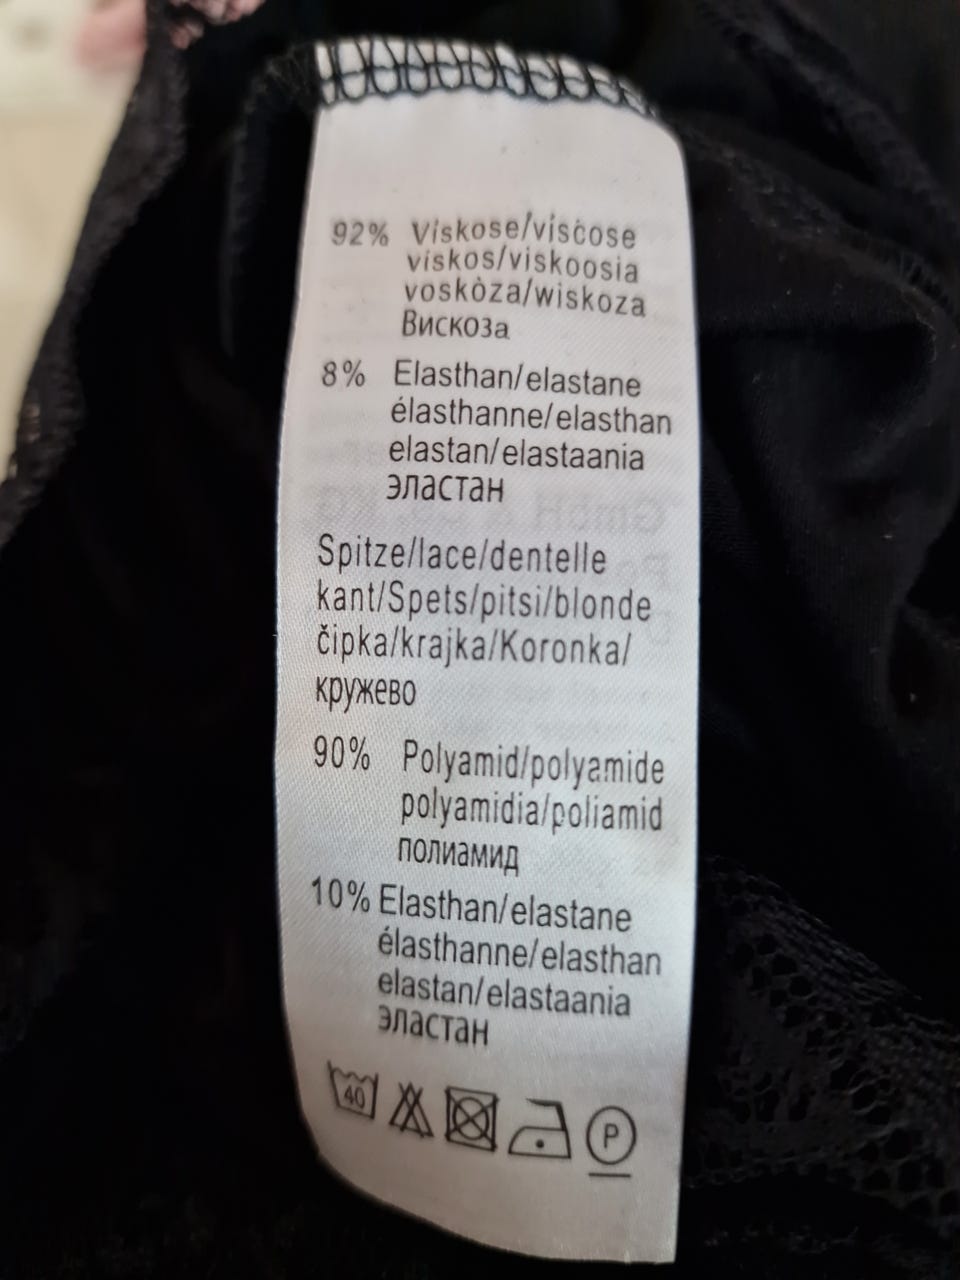 92% Viskose/viscose
viskos/viskoosia
voskòza/wiskoza
Вискоза
8% Elasthan/elastane
élasthanne/elasthan
elastan/elastaania
эластан
Spitze/lace/dentelle
kant/Spets/pitsi/blonde
čipka/krajka/Koronka/
кружево
90% Polyamid/polyamide
polyamidia/poliamid
полиамид
10% Elasthan/elastane
élasthanne/elasthan
elastan/elastaania
эластан
40 P